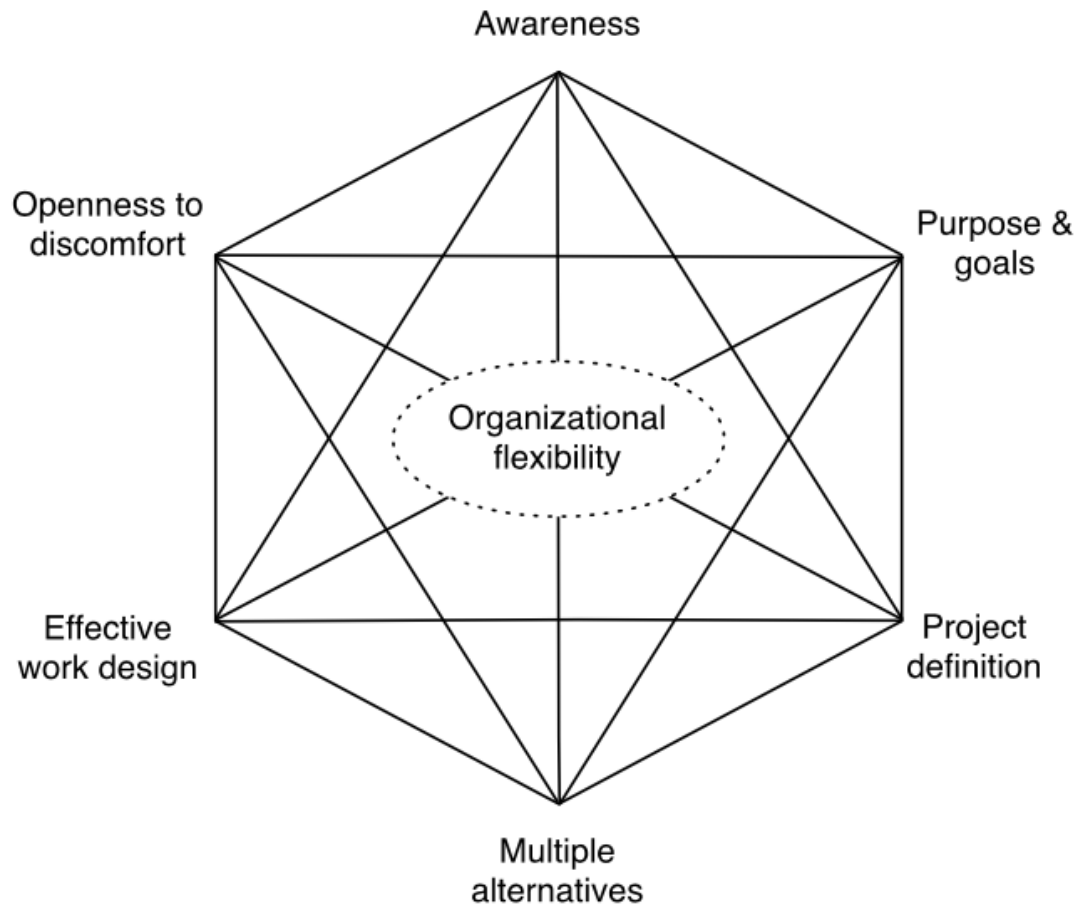 Awareness
Openness to
discomfort
Purpose &
goals
Organizational
flexibility
Effective
work design
Project
definition
Multiple
alternatives